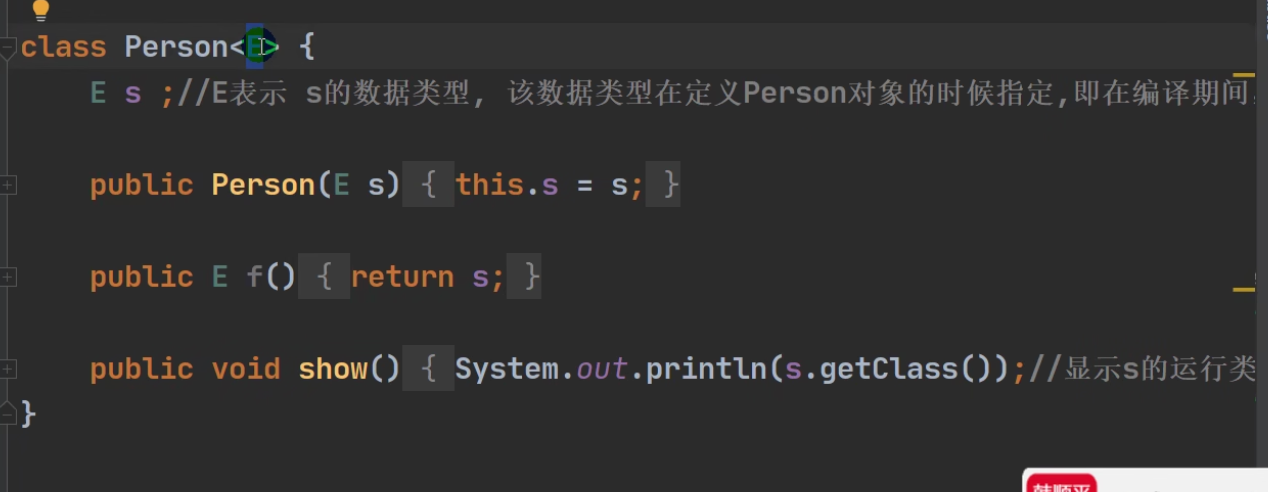 class Person<E> {
E s ;//E表示 s的数据类型, 该数据类型在定义Person对象的时候指定,即在编译期间
public Person(E s) { this.s = s; }
public E f() { return s; }
public void show() { System.out.println(s.getClass());//显示s的运行类
}
韩顺平